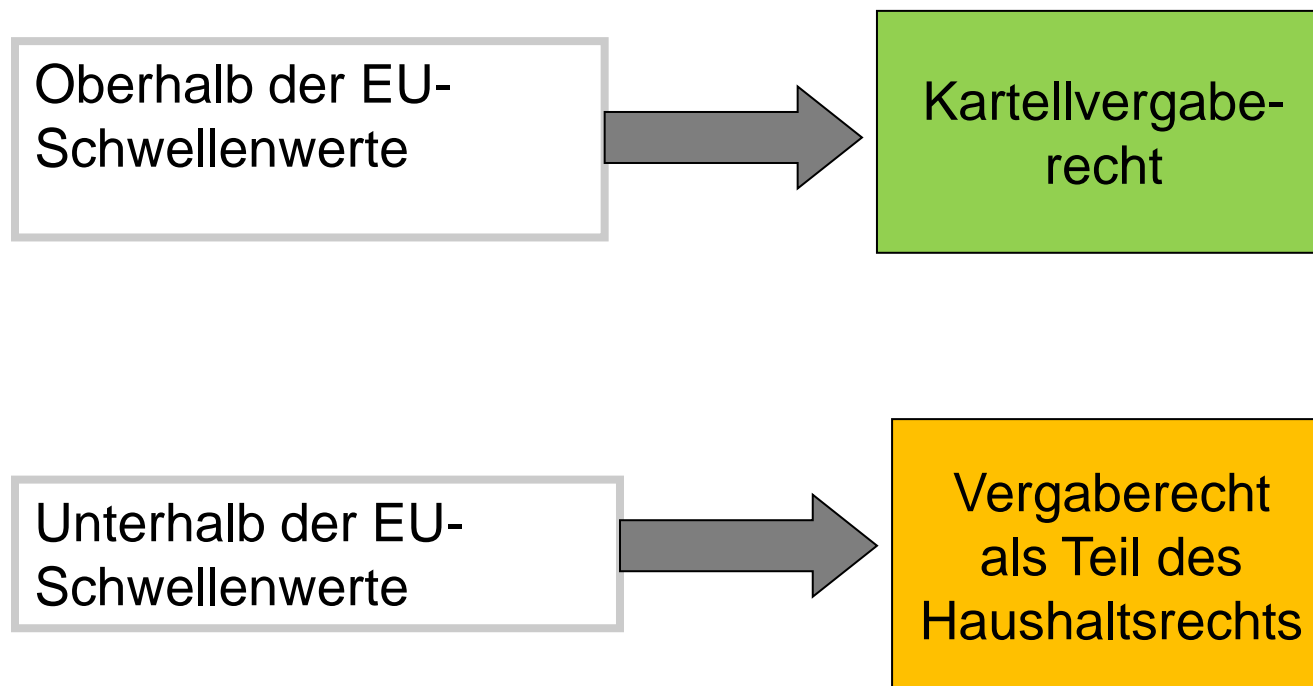 Oberhalb der EU-
Schwellenwerte
Kartellvergabe-
recht
Unterhalb der EU-
Schwellenwerte
Vergaberecht
als Teil des
Haushaltsrechts